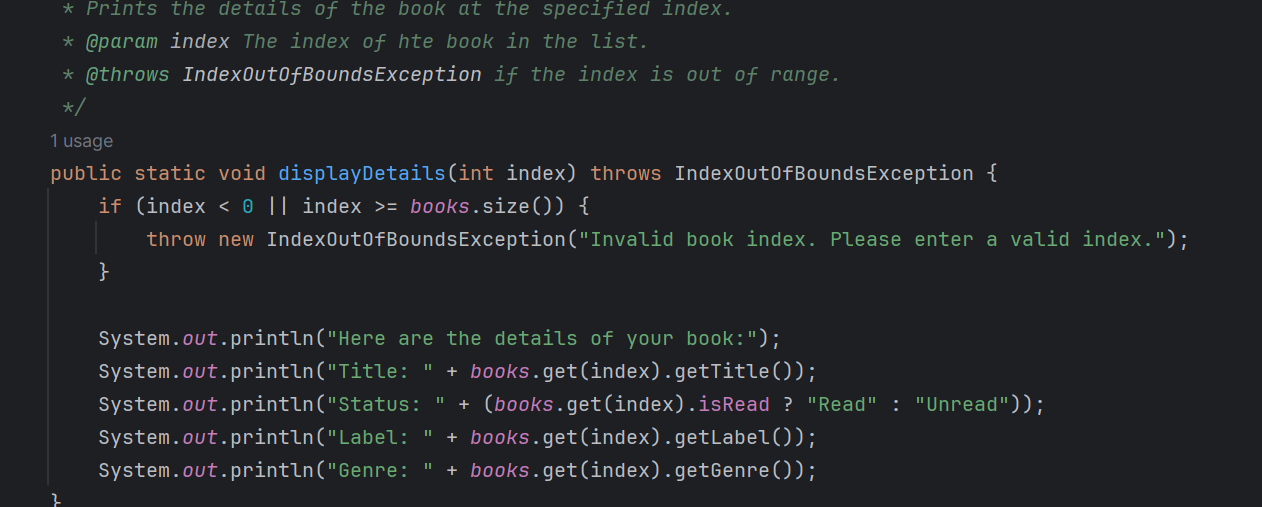 * Prints the details of the book at the specified index.
* @param index The index of hte book in the list.
* @throws IndexOutOfBoundsException if the index is out of range.
*/
1 usage
public static void displayDetails(int index) throws IndexOutOfBoundsException {
if (index < 0 || index >= books.size()) {
throw new IndexOutOfBoundsException("Invalid book index. Please enter a valid index.");
}
System.out.println("Here are the details of your book:");
System.out.println("Title: " + books.get(index).getTitle());
System.out.println("Status: " + (books.get(index).isRead ? "Read" : "Unread"));
System.out.println("Label: " + books.get(index).getLabel());
System.out.println("Genre: " + books.get(index).getGenre());
}